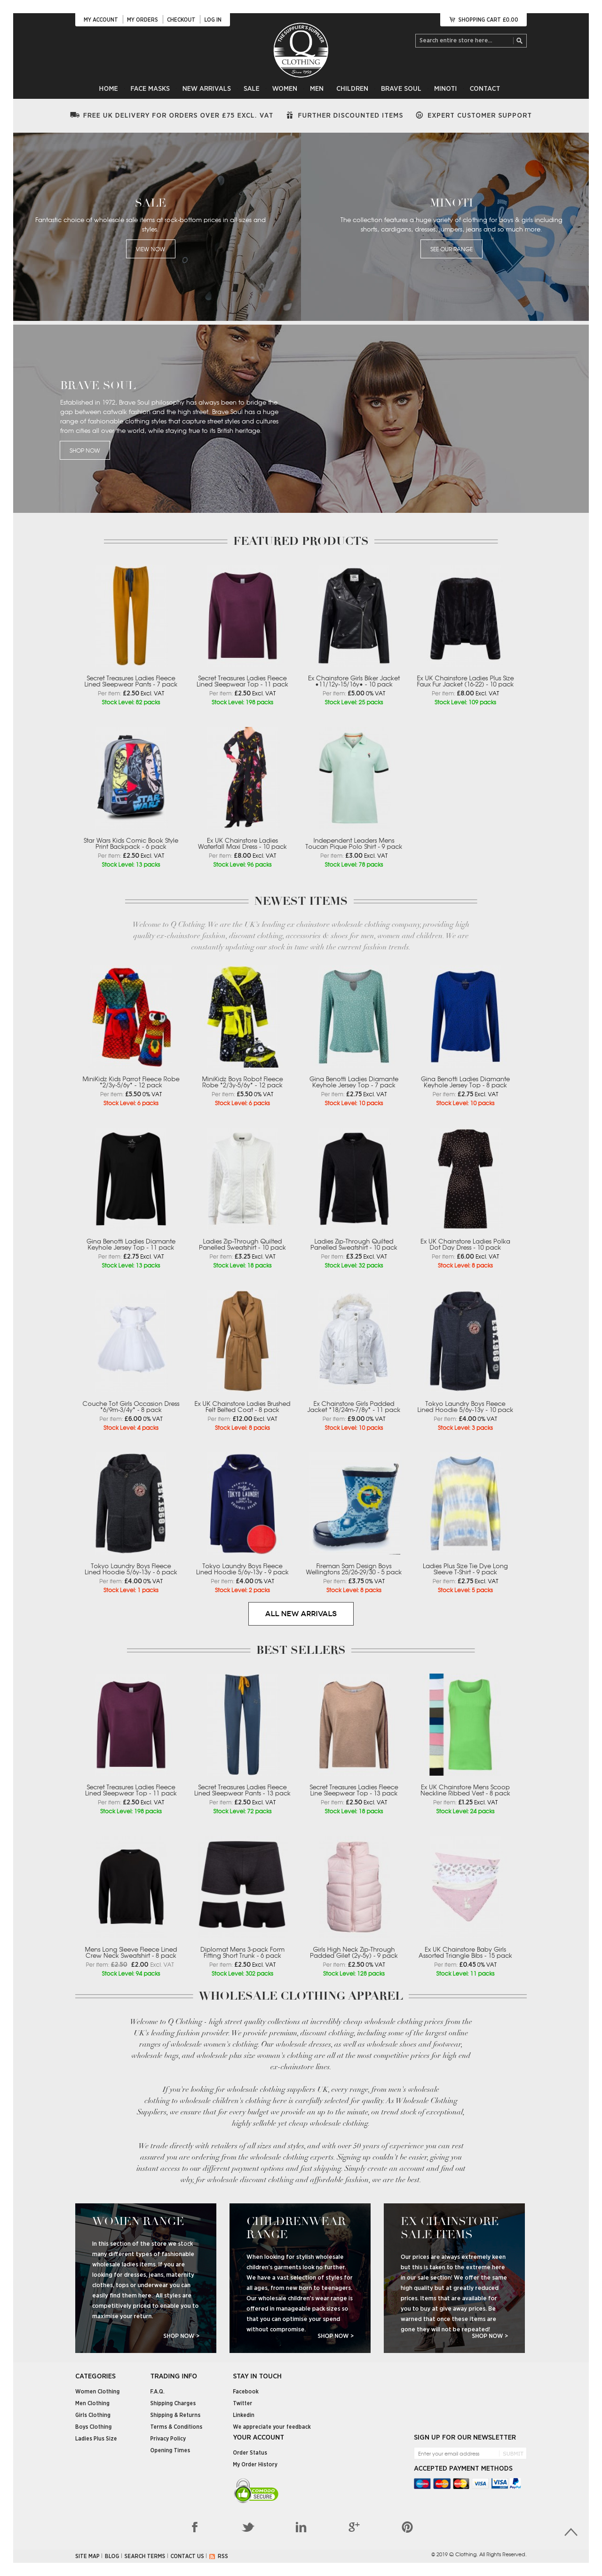 MY ACCOUNT | MY ORDERS | CHECKOUT | LOG IN
SHOPPING CART £0.00
THE SUPPLIER'S SUPPLIER
Q
CLOTHING
Since 1968
Search entire store here...
HOME FACE MASKS NEW ARRIVALS SALE WOMEN MEN CHILDREN BRAVE SOUL MINOTI CONTACT
FREE UK DELIVERY FOR ORDERS OVER £75 EXCL. VAT FURTHER DISCOUNTED ITEMS EXPERT CUSTOMER SUPPORT
SALE
Fantastic choice of wholesale sale items at rock-bottom prices in all sizes and
styles.
VIEW NOW
MINOTI
The collection features a huge variety of clothing for boys & girls including
shorts, cardigans, dresses, jumpers, jeans and so much more.
SEE OUR RANGE
BRAVE SOUL
Established in 1972, Brave Soul philosophy has always been to bridge the
gap between catwalk fashion and the high street. Brave Soul has a huge
range of fashionable clothing styles that capture street styles and cultures
from cities all over the world, while staying true to its British heritage.
SHOP NOW
FEATURED PRODUCTS
Secret Treasures Ladies Fleece
Lined Sleepwear Pants - 7 pack
Per Item: £2.50 Excl. VAT
Stock Level: 82 packs
Secret Treasures Ladies Fleece
Lined Sleepwear Top - 11 pack
Per Item: £2.50 Excl. VAT
Stock Level: 198 packs
Ex Chainstore Girls Biker Jacket
•11/12y-15/16y• - 10 pack
Per Item: £5.00 0% VAT
Stock Level: 25 packs
Ex UK Chainstore Ladies Plus Size
Faux Fur Jacket (16-22) - 10 pack
Per Item: £8.00 Excl. VAT
Stock Level: 109 packs
STAR WARS
Star Wars Kids Comic Book Style
Print Backpack - 6 pack
Per Item: £2.50 Excl. VAT
Stock Level: 13 packs
Ex UK Chainstore Ladies
Waterfall Maxi Dress - 10 pack
Per Item: £8.00 Excl. VAT
Stock Level: 96 packs
Independent Leaders Mens
Toucan Pique Polo Shirt - 9 pack
Per Item: £3.00 Excl. VAT
Stock Level: 78 packs
NEWEST ITEMS
Welcome to Q Clothing. We are the UK's leading ex chainstore wholesale clothing company, providing high
quality ex-chainstore fashion, discount clothing, accessories & shoes for men, women and children. We are
constantly updating our stock in tune with the current fashion trends.
MiniKidz Kids Parrot Fleece Robe
"2/3y-5/6y" - 12 pack
Per Item: £5.50 0% VAT
Stock Level: 6 packs
MiniKidz Boys Robot Fleece
Robe "2/3y-5/6y" - 12 pack
Per Item: £5.50 0% VAT
Stock Level: 6 packs
Gina Benotti Ladies Diamante
Keyhole Jersey Top - 7 pack
Per Item: £2.75 Excl. VAT
Stock Level: 10 packs
Gina Benotti Ladies Diamante
Keyhole Jersey Top - 8 pack
Per Item: £2.75 Excl. VAT
Stock Level: 10 packs
Gina Benotti Ladies Diamante
Keyhole Jersey Top - 11 pack
Per Item: £2.75 Excl. VAT
Stock Level: 13 packs
Ladies Zip-Through Quilted
Panelled Sweatshirt - 10 pack
Per Item: £3.25 Excl. VAT
Stock Level: 18 packs
Ladies Zip-Through Quilted
Panelled Sweatshirt - 10 pack
Per Item: £3.25 Excl. VAT
Stock Level: 32 packs
Ex UK Chainstore Ladies Polka
Dot Day Dress - 10 pack
Per Item: £6.00 Excl. VAT
Stock Level: 8 packs
Couche Tot Girls Occasion Dress
"6/9m-3/4y" - 8 pack
Per Item: £6.00 0% VAT
Stock Level: 4 packs
Ex UK Chainstore Ladies Brushed
Felt Belted Coat - 8 pack
Per Item: £12.00 Excl. VAT
Stock Level: 8 packs
Ex Chainstore Girls Padded
Jacket "18/24m-7/8y" - 11 pack
Per Item: £9.00 0% VAT
Stock Level: 10 packs
Tokyo Laundry Boys Fleece
Lined Hoodie 5/6y-13y - 10 pack
Per Item: £4.00 0% VAT
Stock Level: 3 packs
TOKYO LAUNDRY
Tokyo Laundry Boys Fleece
Lined Hoodie 5/6y-13y - 6 pack
Per Item: £4.00 0% VAT
Stock Level: 1 packs
Tokyo Laundry Boys Fleece
Lined Hoodie 5/6y-13y - 9 pack
Per Item: £4.00 0% VAT
Stock Level: 2 packs
Fireman Sam Design Boys
Wellingtons 25/26-29/30 - 5 pack
Per Item: £3.75 0% VAT
Stock Level: 8 packs
Ladies Plus Size Tie Dye Long
Sleeve T-Shirt - 9 pack
Per Item: £2.75 Excl. VAT
Stock Level: 5 packs
ALL NEW ARRIVALS
BEST SELLERS
Secret Treasures Ladies Fleece
Lined Sleepwear Top - 11 pack
Per Item: £2.50 Excl. VAT
Stock Level: 198 packs
Secret Treasures Ladies Fleece
Lined Sleepwear Pants - 13 pack
Per Item: £2.50 Excl. VAT
Stock Level: 72 packs
Secret Treasures Ladies Fleece
Line Sleepwear Top - 13 pack
Per Item: £2.50 Excl. VAT
Stock Level: 18 packs
Ex UK Chainstore Mens Scoop
Neckline Ribbed Vest - 8 pack
Per Item: £1.25 Excl. VAT
Stock Level: 24 packs
Mens Long Sleeve Fleece Lined
Crew Neck Sweatshirt - 8 pack
Per Item: £2.50 £2.00 Excl. VAT
Stock Level: 94 packs
Diplomat Mens 3-pack Form
Fitting Short Trunk - 6 pack
Per Item: £2.50 Excl. VAT
Stock Level: 302 packs
Girls High Neck Zip-Through
Padded Gilet (2y-5y) - 9 pack
Per Item: £2.50 0% VAT
Stock Level: 128 packs
Ex UK Chainstore Baby Girls
Assorted Triangle Bibs - 15 pack
Per Item: £0.45 0% VAT
Stock Level: 11 packs
WHOLESALE CLOTHING APPAREL
Welcome to Q Clothing - high street quality collections at incredibly cheap wholesale clothing prices from the
UK's leading fashion provider. We provide premium, discount clothing, including some of the largest online
ranges of wholesale women's clothing. Our wholesale dresses, as well as wholesale shoes and footwear,
wholesale bags, and wholesale plus size women's clothing are all at the most competitive prices for high end
ex-chainstore lines.
If you're looking for wholesale clothing suppliers UK, every range, from men's wholesale
clothing to wholesale children's clothing here is carefully selected for quality. As Wholesale Clothing
Suppliers, we ensure that for every budget we provide an up to the minute, on trend stock of exceptional,
highly sellable yet cheap wholesale clothing.
We trade directly with retailers of all sizes and styles, and with over 50 years of experience you can rest
assured you are ordering from the wholesale clothing experts. Signing up couldn't be easier, giving you
instant access to our different payment options and fast shipping. Simply create an account and find out
why, for wholesale discount clothing and affordable fashion, we are the best.
WOMEN RANGE
In this section of the store we stock
many different types of fashionable
wholesale ladies items. If you are
looking for dresses, jeans, maternity
clothes, tops or underwear you can
easily find them here.. All styles are
competitively priced to enable you to
maximise your return.
SHOP NOW >
CHILDRENWEAR
RANGE
When looking for stylish wholesale
children's garments look no further.
We have a vast selection of styles for
all ages, from new born to teenagers.
Our wholesale children's wear range is
offered in manageable pack sizes so
that you can optimise your spend
without compromise.
SHOP NOW >
EX CHAINSTORE
SALE ITEMS
Our prices are always extremely keen
but this is taken to the extreme here
in our sale section! We offer the same
high quality but at greatly reduced
prices. Items that are available for
you to buy at give away prices. Be
warned that once these items are
gone they will not be repeated!
SHOP NOW >
CATEGORIES
Women Clothing
Men Clothing
Girls Clothing
Boys Clothing
Ladies Plus Size
TRADING INFO
F.A.Q.
Shipping Charges
Shipping & Returns
Terms & Conditions
Privacy Policy
Opening Times
STAY IN TOUCH
Facebook
Twitter
Linkedin
We appreciate your feedback
YOUR ACCOUNT
Order Status
My Order History
COMODO
SECURE
SIGN UP FOR OUR NEWSLETTER
Enter your email address SUBMIT
ACCEPTED PAYMENT METHODS
VISA VISA PayPal
SITE MAP | BLOG | SEARCH TERMS | CONTACT US | RSS
© 2019 Q Clothing. All Rights Reserved.